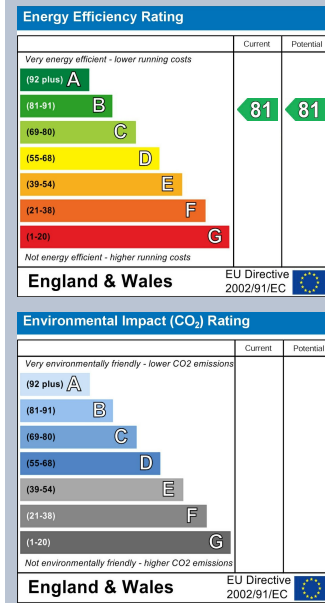 Energy Efficiency Rating
Current Potential
Very energy efficient - lower running costs
(92 plus) A
(81-91) B 81 81
(69-80) C
(55-68) D
(39-54) E
(21-38) F
(1-20) G
Not energy efficient - higher running costs
England & Wales EU Directive 2002/91/EC
Environmental Impact (CO₂) Rating
Current Potential
Very environmentally friendly - lower CO2 emissions
(92 plus) A
(81-91) B
(69-80) C
(55-68) D
(39-54) E
(21-38) F
(1-20) G
Not environmentally friendly - higher CO2 emissions
England & Wales EU Directive 2002/91/EC